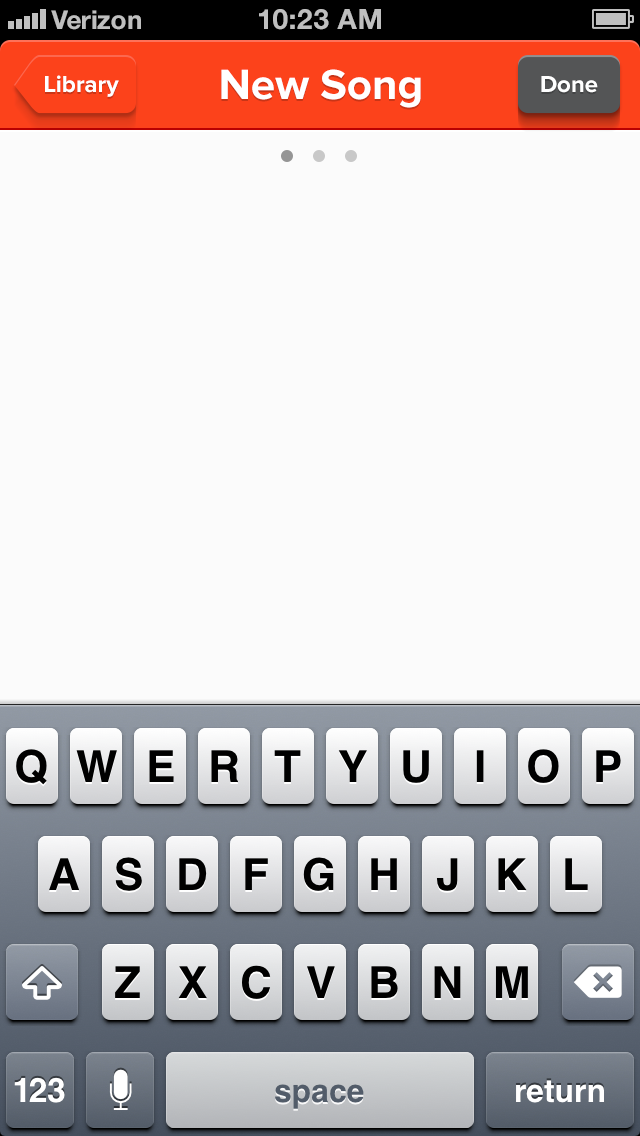 Verizon 10:23 AM
Library New Song Done
Q W E R T Y U I O P
A S D F G H J K L
Z X C V B N M
123 space return